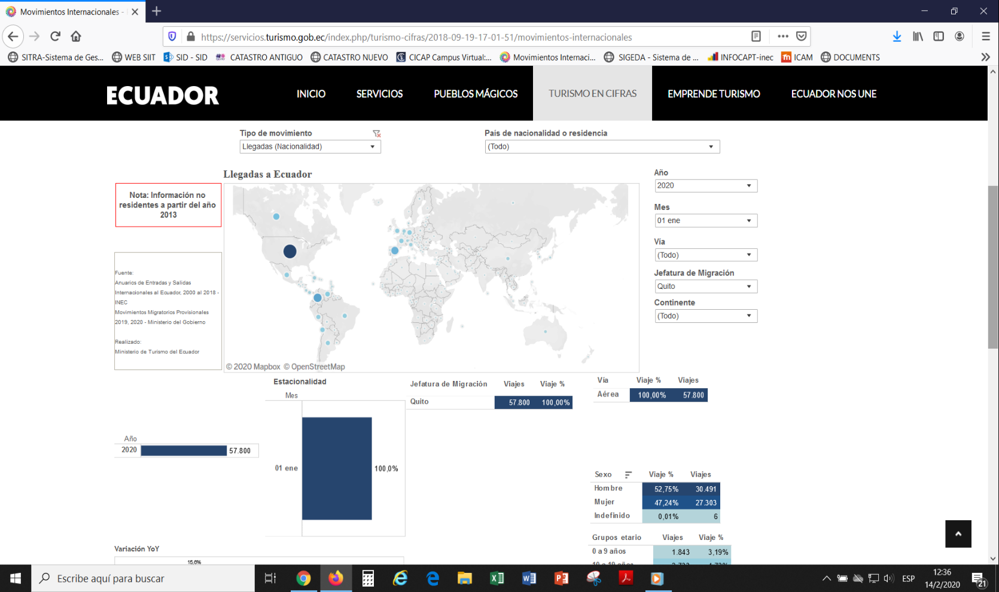 Movimientos Internacionales -
https://servicios.turismo.gob.ec/index.php/turismo-cifras/2018-09-19-17-01-51/movimientos-internacionales
SITRA-Sistema de Ges... WEB SIIT SID - SID CATASTRO ANTIGUO CATASTRO NUEVO CICAP Campus Virtual:... Movimientos Internaci... SIGEDA - Sistema de ... INFOCAPT-inec ICAM DOCUMENTS
ECUADOR INICIO SERVICIOS PUEBLOS MÁGICOS TURISMO EN CIFRAS EMPRENDE TURISMO ECUADOR NOS UNE
Tipo de movimiento
Llegadas (Nacionalidad)
País de nacionalidad o residencia
(Todo)
Llegadas a Ecuador
Nota: Información no
residentes a partir del año
2013
Fuente:
Anuarios de Entradas y Salidas
Internacionales al Ecuador, 2000 al 2018 -
INEC
Movimientos Migratorios Provisionales
2019, 2020 - Ministerio del Gobierno
Realizado:
Ministerio de Turismo del Ecuador
© 2020 Mapbox © OpenStreetMap
Año
2020
Mes
01 ene
Vía
(Todo)
Jefatura de Migración
Quito
Continente
(Todo)
Estacionalidad
Mes
01 ene 100,0%
Jefatura de Migración Viajes Viaje %
Quito 57.800 100,00%
Vía Viaje % Viajes
Aérea 100,00% 57.800
Año
2020 57.800
Sexo Viaje % Viajes
Hombre 52,75% 30.491
Mujer 47,24% 27.303
Indefinido 0,01% 6
Grupos etario Viajes Viaje %
0 a 9 años 1.843 3,19%
Variación YoY
15,6%
Escribe aquí para buscar
ESP
12:36
14/2/2020
21